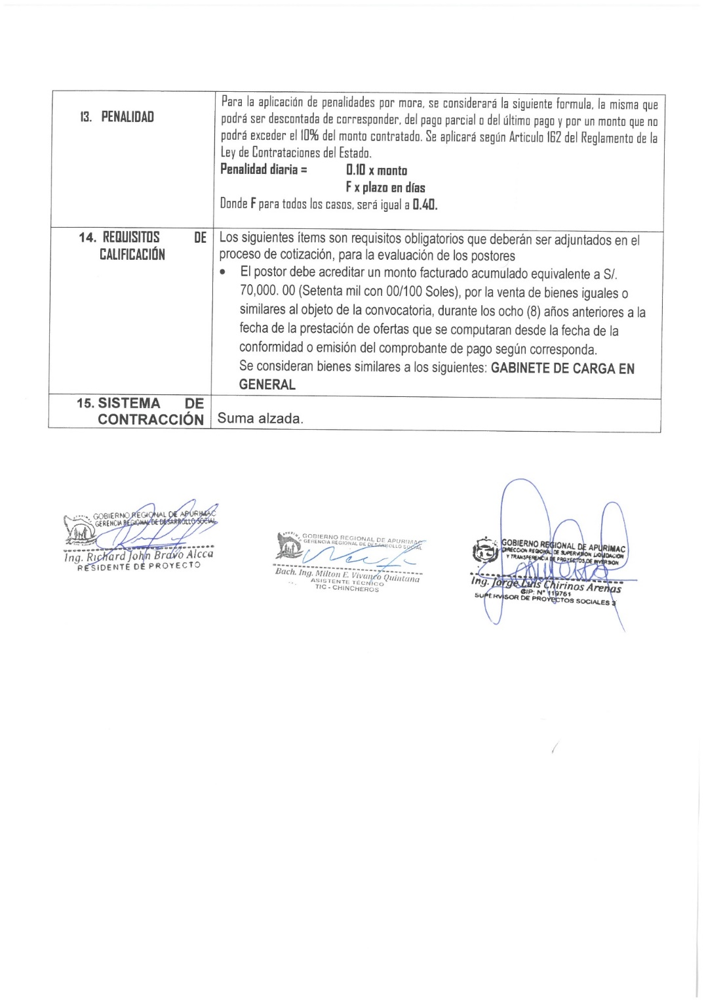 13. PENALIDAD
Para la aplicación de penalidades por mora, se considerará la siguiente formula, la misma que
podrá ser descontada de corresponder, del pago parcial o del último pago y por un monto que no
podrá exceder el 10% del monto contratado. Se aplicará según Articulo 162 del Reglamento de la
Ley de Contrataciones del Estado.
Penalidad diaria = 0.10 x monto
F x plazo en días
Donde F para todos los casos, será igual a 0.40.
14. REQUISITOS DE
CALIFICACIÓN
Los siguientes ítems son requisitos obligatorios que deberán ser adjuntados en el
proceso de cotización, para la evaluación de los postores
• El postor debe acreditar un monto facturado acumulado equivalente a S/.
70,000. 00 (Setenta mil con 00/100 Soles), por la venta de bienes iguales o
similares al objeto de la convocatoria, durante los ocho (8) años anteriores a la
fecha de la prestación de ofertas que se computaran desde la fecha de la
conformidad o emisión del comprobante de pago según corresponda.
Se consideran bienes similares a los siguientes: GABINETE DE CARGA EN
GENERAL
15. SISTEMA DE
CONTRACCIÓN
Suma alzada.
GOBIERNO REGIONAL DE APURIMAC
GERENCIA REGIONAL DE DESARROLLO SOCIAL
Ing. Richard John Bravo Alcca
RESIDENTE DE PROYECTO
GOBIERNO REGIONAL DE APURIMAC
GERENCIA REGIONAL DE DESARROLLO SOCIAL
Bach. Ing. Milton E. Vivanco Quintana
ASISTENTE TÉCNICO
TIC - CHINCHEROS
GOBIERNO REGIONAL DE APURIMAC
DIRECCION REGIONAL DE SUPERVISION LIQUIDACION
Y TRANSFERENCIA DE PROYECTOS DE INVERSION
Ing. Jorge Luis Chirinos Arenas
CIP: N° 119761
SUPERVISOR DE PROYECTOS SOCIALES 3